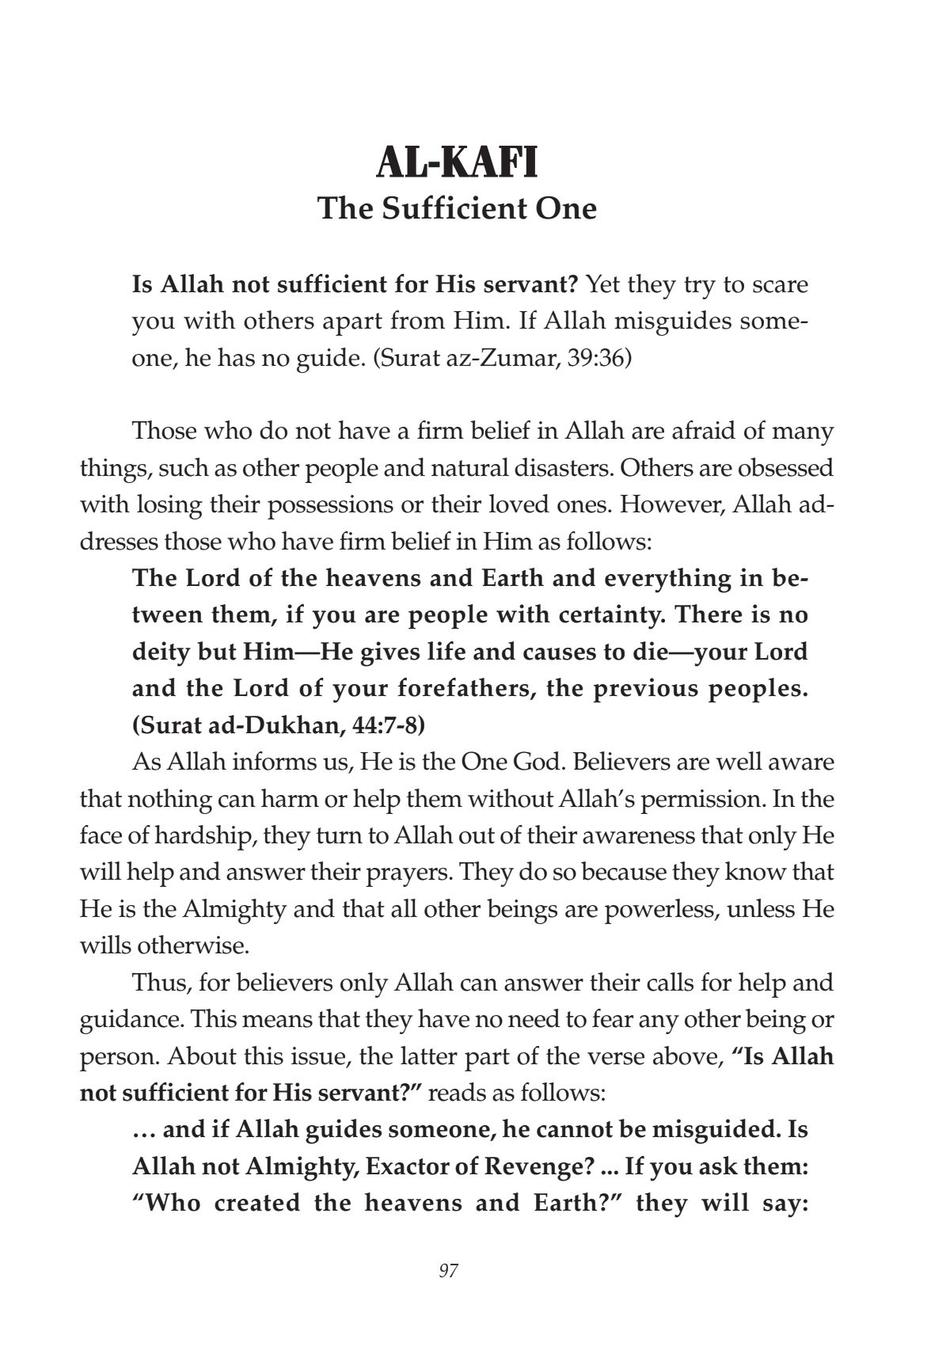 AL-KAFI
The Sufficient One
Is Allah not sufficient for His servant? Yet they try to scare
you with others apart from Him. If Allah misguides some-
one, he has no guide. (Surat az-Zumar, 39:36)
Those who do not have a firm belief in Allah are afraid of many
things, such as other people and natural disasters. Others are obsessed
with losing their possessions or their loved ones. However, Allah ad-
dresses those who have firm belief in Him as follows:
The Lord of the heavens and Earth and everything in be-
tween them, if you are people with certainty. There is no
deity but Him—He gives life and causes to die—your Lord
and the Lord of your forefathers, the previous peoples.
(Surat ad-Dukhan, 44:7-8)
As Allah informs us, He is the One God. Believers are well aware
that nothing can harm or help them without Allah’s permission. In the
face of hardship, they turn to Allah out of their awareness that only He
will help and answer their prayers. They do so because they know that
He is the Almighty and that all other beings are powerless, unless He
wills otherwise.
Thus, for believers only Allah can answer their calls for help and
guidance. This means that they have no need to fear any other being or
person. About this issue, the latter part of the verse above, “Is Allah
not sufficient for His servant?” reads as follows:
… and if Allah guides someone, he cannot be misguided. Is
Allah not Almighty, Exactor of Revenge? ... If you ask them:
“Who created the heavens and Earth?” they will say:
97